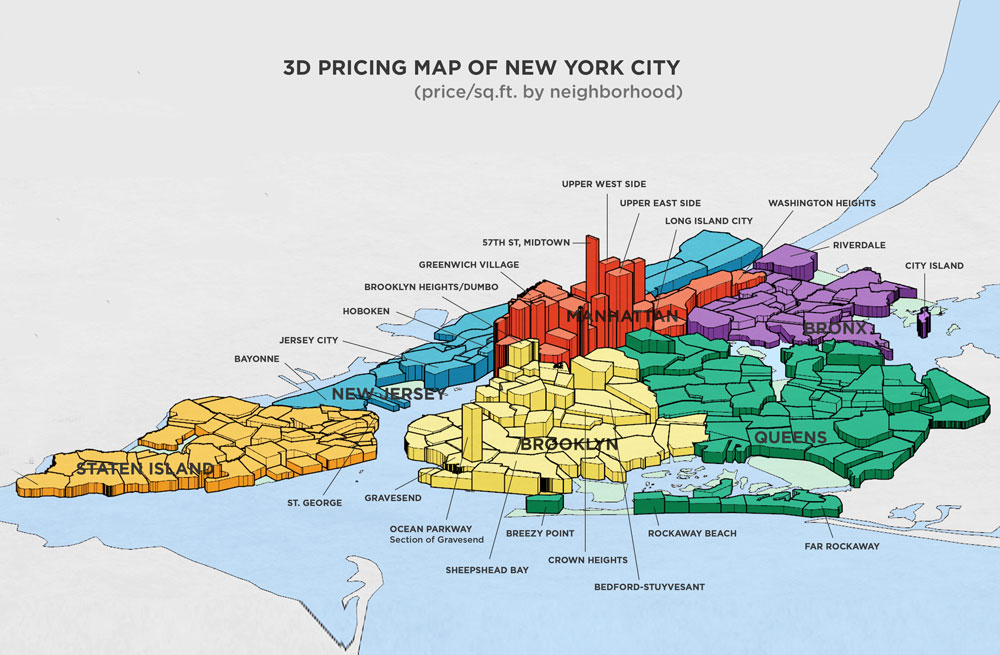 3D PRICING MAP OF NEW YORK CITY
(price/sq.ft. by neighborhood)
UPPER WEST SIDE
UPPER EAST SIDE
WASHINGTON HEIGHTS
LONG ISLAND CITY
57TH ST, MIDTOWN
RIVERDALE
GREENWICH VILLAGE
CITY ISLAND
BROOKLYN HEIGHTS/DUMBO
HOBOKEN
MANHATTAN
BRONX
JERSEY CITY
BAYONNE
NEW JERSEY
QUEENS
BROOKLYN
STATEN ISLAND
GRAVESEND
ST. GEORGE
OCEAN PARKWAY
Section of Gravesend
BREEZY POINT
ROCKAWAY BEACH
FAR ROCKAWAY
CROWN HEIGHTS
SHEEPSHEAD BAY
BEDFORD-STUYVESANT